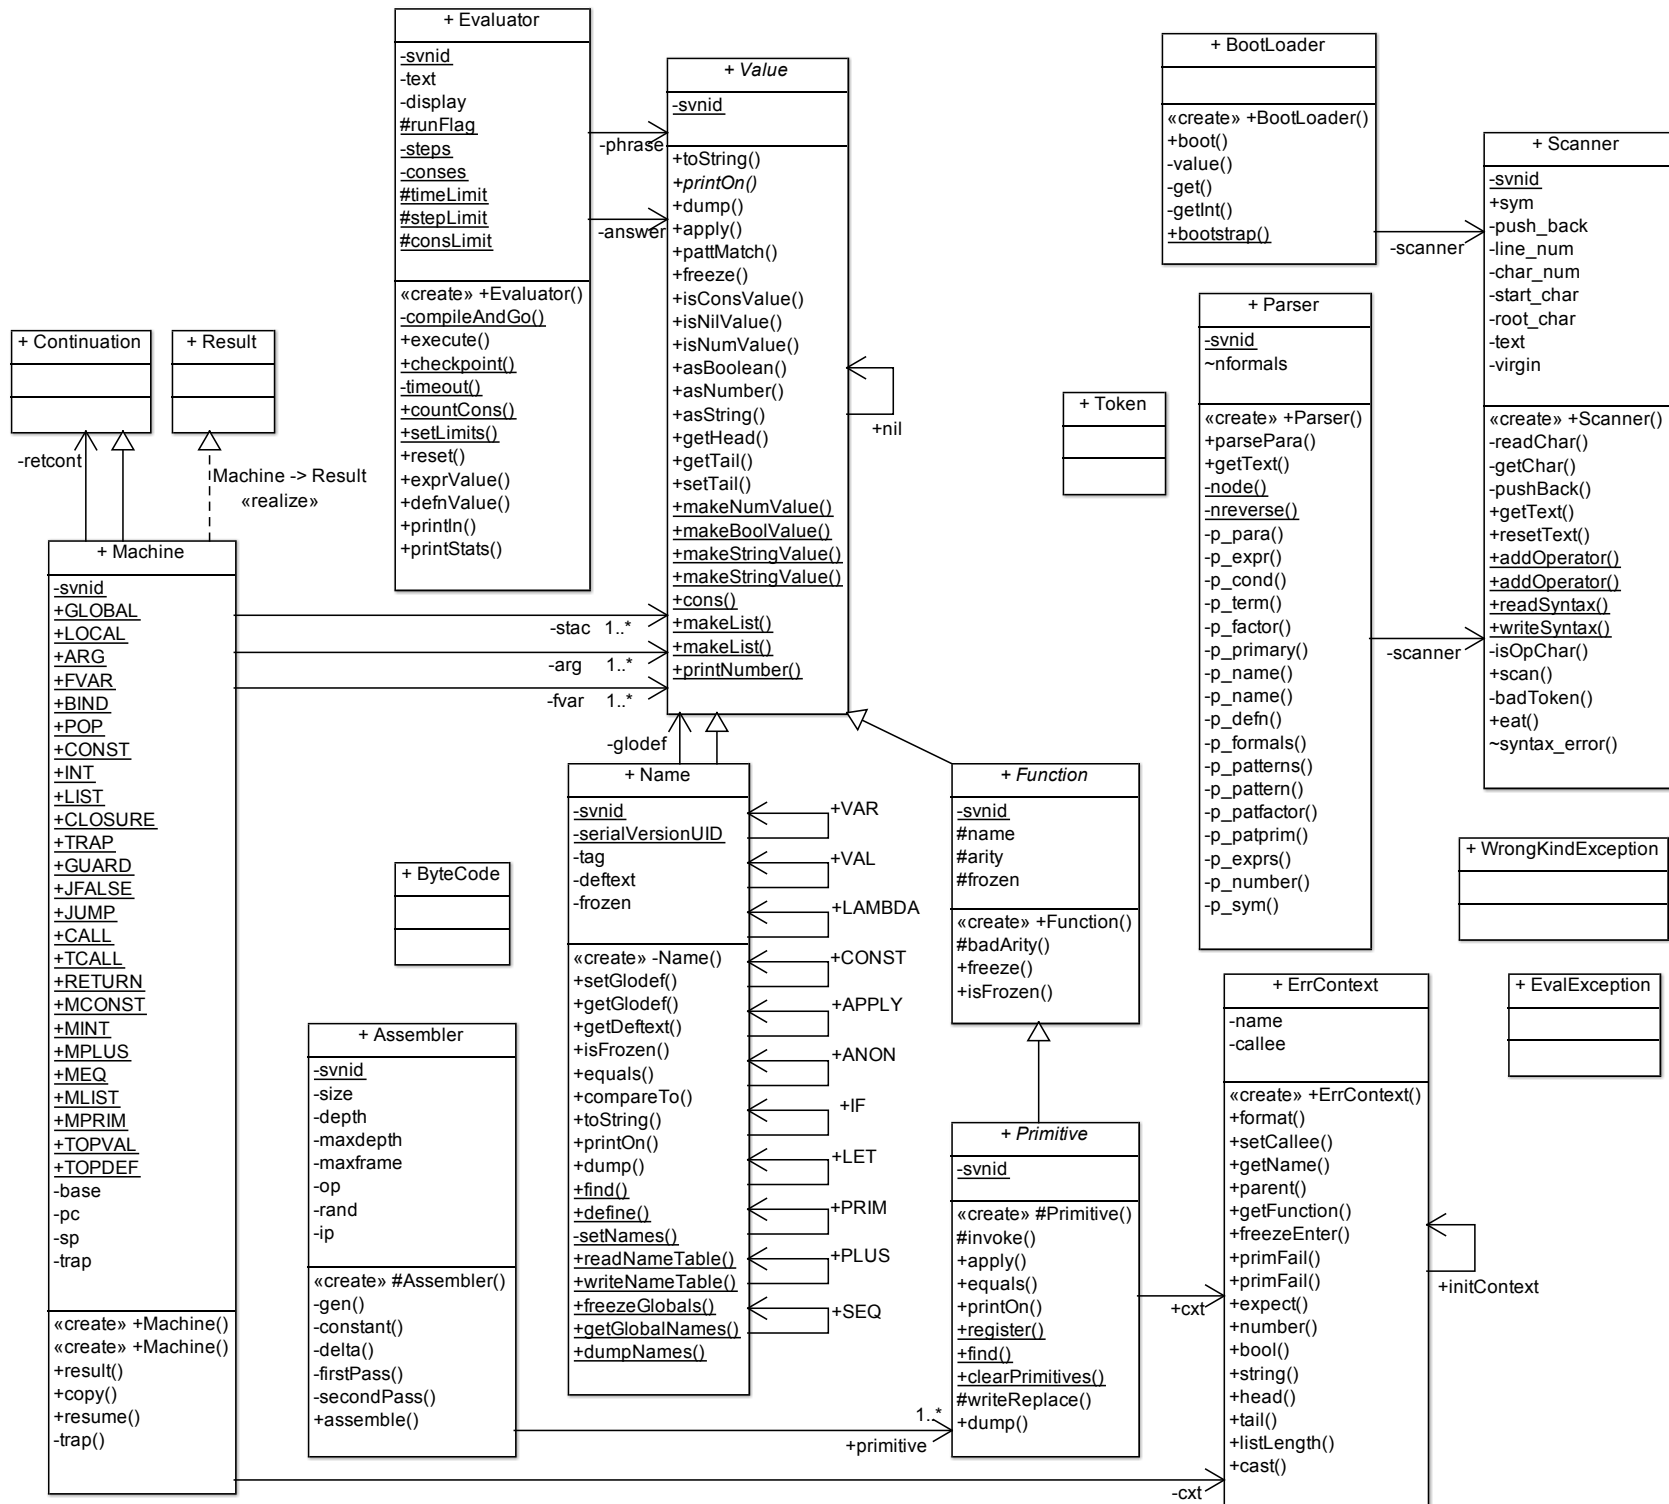 + Evaluator
-svnid
-text
-display
#runFlag
-steps
-conses
#timeLimit
#stepLimit
#consLimit
«create» +Evaluator()
-compileAndGo()
+execute()
+checkpoint()
-timeout()
+countCons()
+setLimits()
+reset()
+exprValue()
+defnValue()
+println()
+printStats()
-phrase
-answer
+ Value
-svnid
+toString()
+printOn()
+dump()
+apply()
+pattMatch()
+freeze()
+isConsValue()
+isNilValue()
+isNumValue()
+asBoolean()
+asNumber()
+asString()
+getHead()
+getTail()
+setTail()
+makeNumValue()
+makeBoolValue()
+makeStringValue()
+makeStringValue()
+cons()
+makeList()
+makeList()
+printNumber()
+nil
+ BootLoader
«create» +BootLoader()
+boot()
-value()
-get()
-getInt()
+bootstrap()
-scanner
+ Scanner
-svnid
+sym
-push_back
-line_num
-char_num
-start_char
-root_char
-text
-virgin
«create» +Scanner()
-readChar()
-getChar()
-pushBack()
+getText()
+resetText()
+addOperator()
+addOperator()
+readSyntax()
+writeSyntax()
-isOpChar()
+scan()
-badToken()
+eat()
~syntax_error()
+ Parser
-svnid
~nformals
«create» +Parser()
+parsePara()
+getText()
-node()
-nreverse()
-p_para()
-p_expr()
-p_cond()
-p_term()
-p_factor()
-p_primary()
-p_name()
-p_name()
-p_defn()
-p_formals()
-p_patterns()
-p_pattern()
-p_patfactor()
-p_patprim()
-p_exprs()
-p_number()
-p_sym()
-scanner
+ Token
+ Continuation
+ Result
-retcont
Machine -> Result
«realize»
+ Machine
-svnid
+GLOBAL
+LOCAL
+ARG
+FVAR
+BIND
+POP
+CONST
+INT
+LIST
+CLOSURE
+TRAP
+GUARD
+JFALSE
+JUMP
+CALL
+TCALL
+RETURN
+MCONST
+MINT
+MPLUS
+MEQ
+MLIST
+MPRIM
+TOPVAL
+TOPDEF
-base
-pc
-sp
-trap
«create» +Machine()
«create» +Machine()
+result()
+copy()
+resume()
-trap()
-stac 1..*
-arg 1..*
-fvar 1..*
-glodef
+ Name
-svnid
-serialVersionUID
-tag
-deftext
-frozen
«create» -Name()
+setGlodef()
+getGlodef()
+getDeftext()
+isFrozen()
+equals()
+compareTo()
+toString()
+printOn()
+dump()
+find()
+define()
-setNames()
+readNameTable()
+writeNameTable()
+freezeGlobals()
+getGlobalNames()
+dumpNames()
+VAR
+VAL
+LAMBDA
+CONST
+APPLY
+ANON
+IF
+LET
+PRIM
+PLUS
+SEQ
+ Function
-svnid
#name
#arity
#frozen
«create» +Function()
#badArity()
+freeze()
+isFrozen()
+ ByteCode
+ WrongKindException
+ EvalException
+ Assembler
-svnid
-size
-depth
-maxdepth
-maxframe
-op
-rand
-ip
«create» #Assembler()
-gen()
-constant()
-delta()
-firstPass()
-secondPass()
+assemble()
1..*
+primitive
+ Primitive
-svnid
«create» #Primitive()
#invoke()
+apply()
+equals()
+printOn()
+register()
+find()
+clearPrimitives()
#writeReplace()
+dump()
+cxt
-cxt
+ ErrContext
-name
-callee
«create» +ErrContext()
+format()
+setCallee()
+getName()
+parent()
+getFunction()
+freezeEnter()
+primFail()
+primFail()
+expect()
+number()
+bool()
+string()
+head()
+tail()
+listLength()
+cast()
+initContext